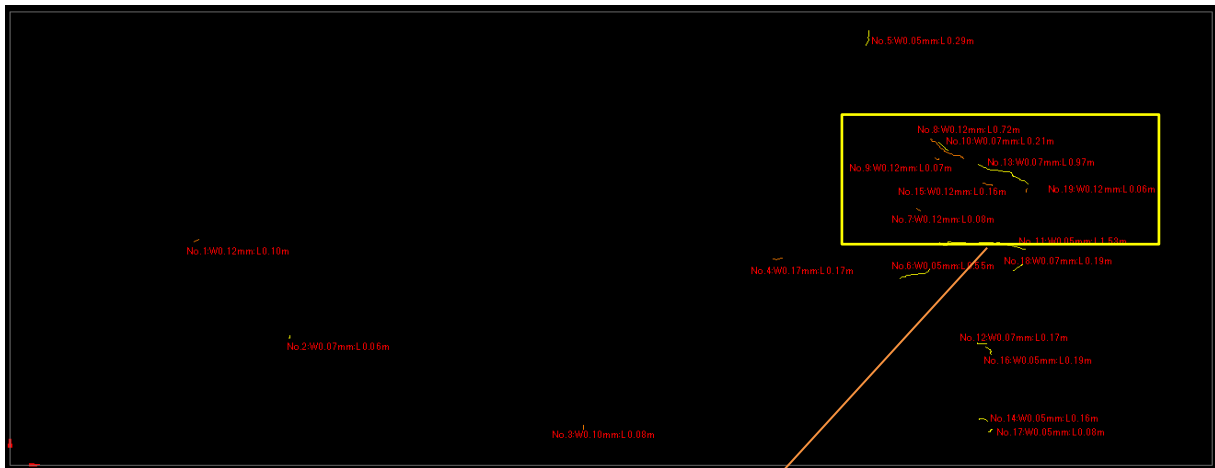 No.5:W0.05mm:L0.29m
No.8:W0.12mm:L0.72m
No.10:W0.07mm:L0.21m
No.9:W0.12mm:L0.07m
No.13:W0.07mm:L0.97m
No.15:W0.12mm:L0.16m
No.19:W0.12mm:L0.06m
No.7:W0.12mm:L0.08m
No.11:W0.05mm:L1.53m
No.1:W0.12mm:L0.10m
No.4:W0.17mm:L0.17m
No.6:W0.05mm:L0.55m
No.18:W0.07mm:L0.19m
No.2:W0.07mm:L0.06m
No.12:W0.07mm:L0.17m
No.16:W0.05mm:L0.19m
No.14:W0.05mm:L0.15m
No.3:W0.10mm:L0.08m
No.17:W0.05mm:L0.08m